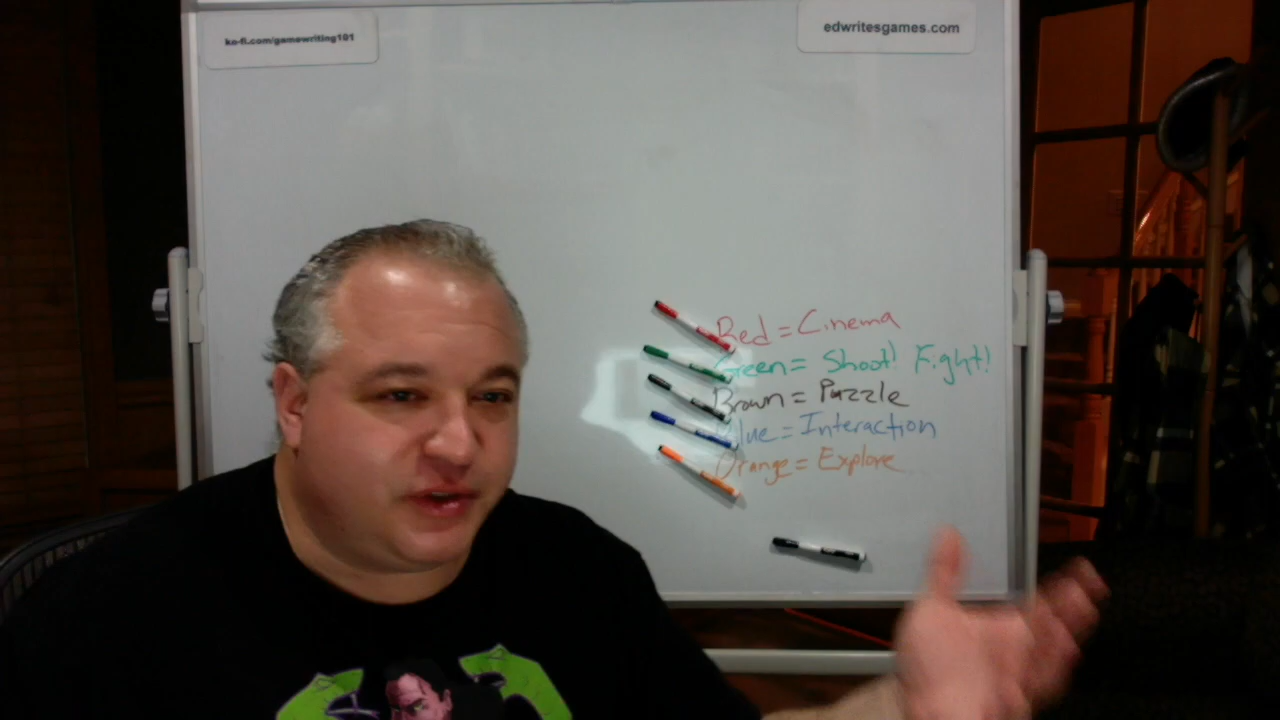 ko-fi.com/gamewriting101
edwritesgames.com
Red = Cinema
Green = Shoot! Fight!
Brown = Puzzle
Blue = Interaction
Orange = Explore